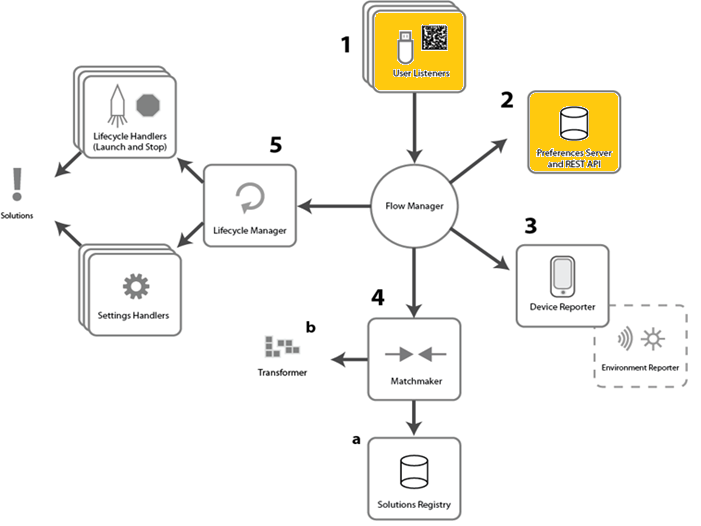 1
User Listeners
2
Preferences Server
and REST API
Lifecycle Handlers
(Launch and Stop)
5
Solutions
Lifecycle Manager
Flow Manager
3
Device Reporter
Settings Handlers
4
b
Transformer
Matchmaker
Environment Reporter
a
Solutions Registry